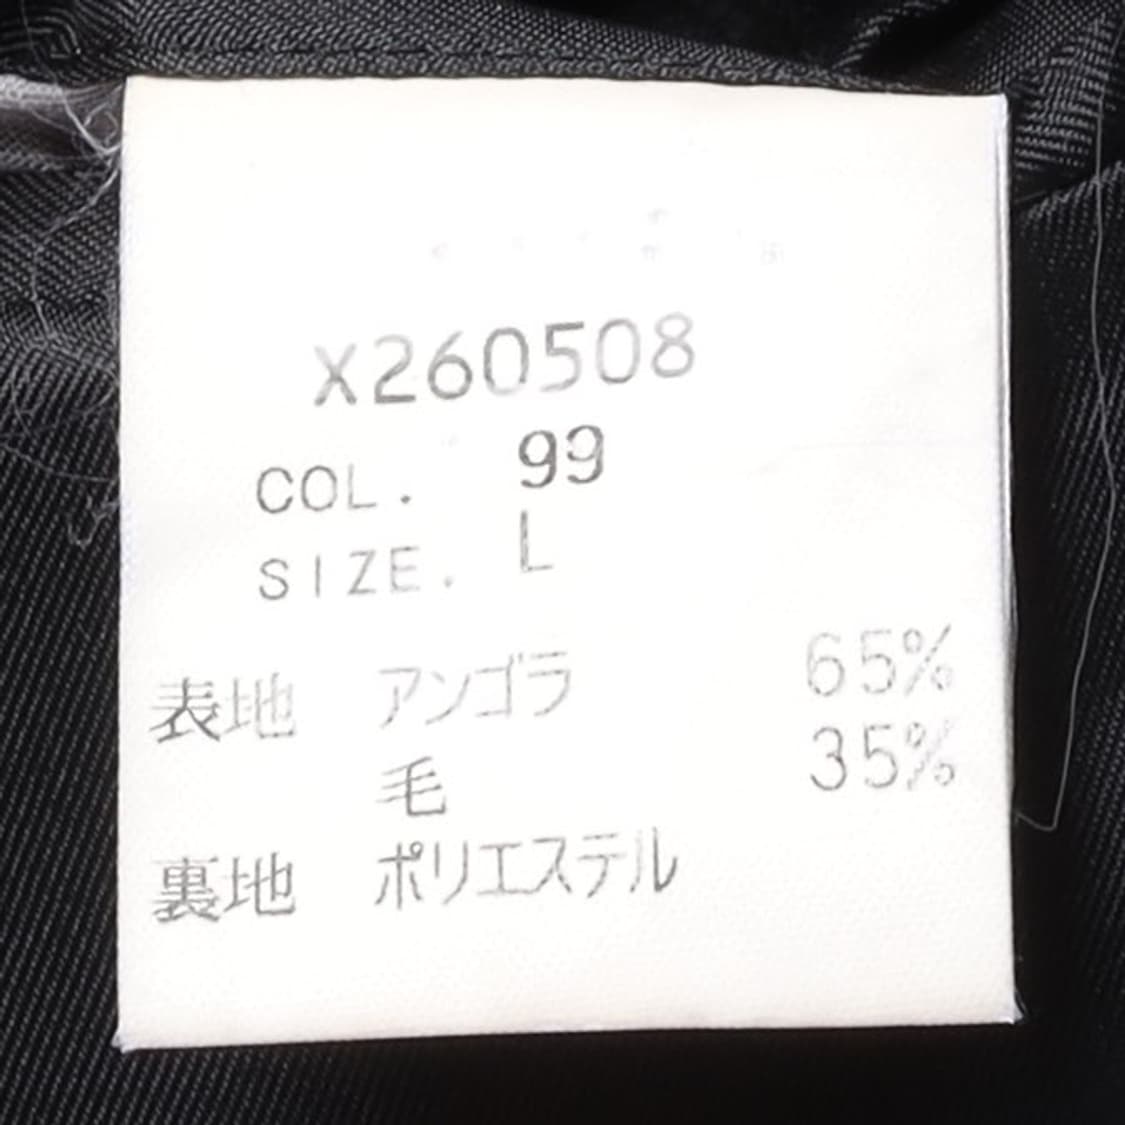 X260508
COL. 99
SIZE. L
表地 アンゴラ 65%
毛 35%
裏地 ポリエステル